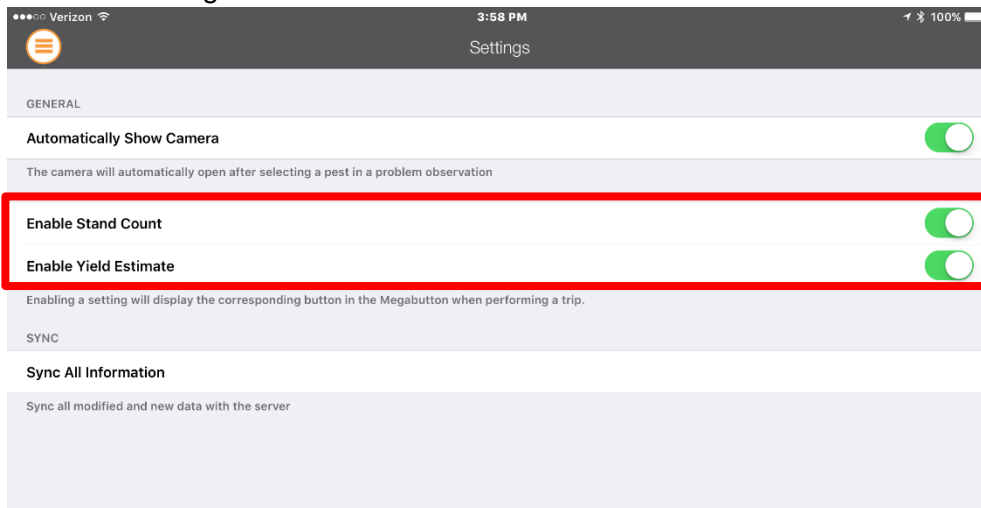 ●●●○○ Verizon 3:58 PM 100%
Settings
GENERAL
Automatically Show Camera
The camera will automatically open after selecting a pest in a problem observation
Enable Stand Count
Enable Yield Estimate
Enabling a setting will display the corresponding button in the Megabutton when performing a trip.
SYNC
Sync All Information
Sync all modified and new data with the server